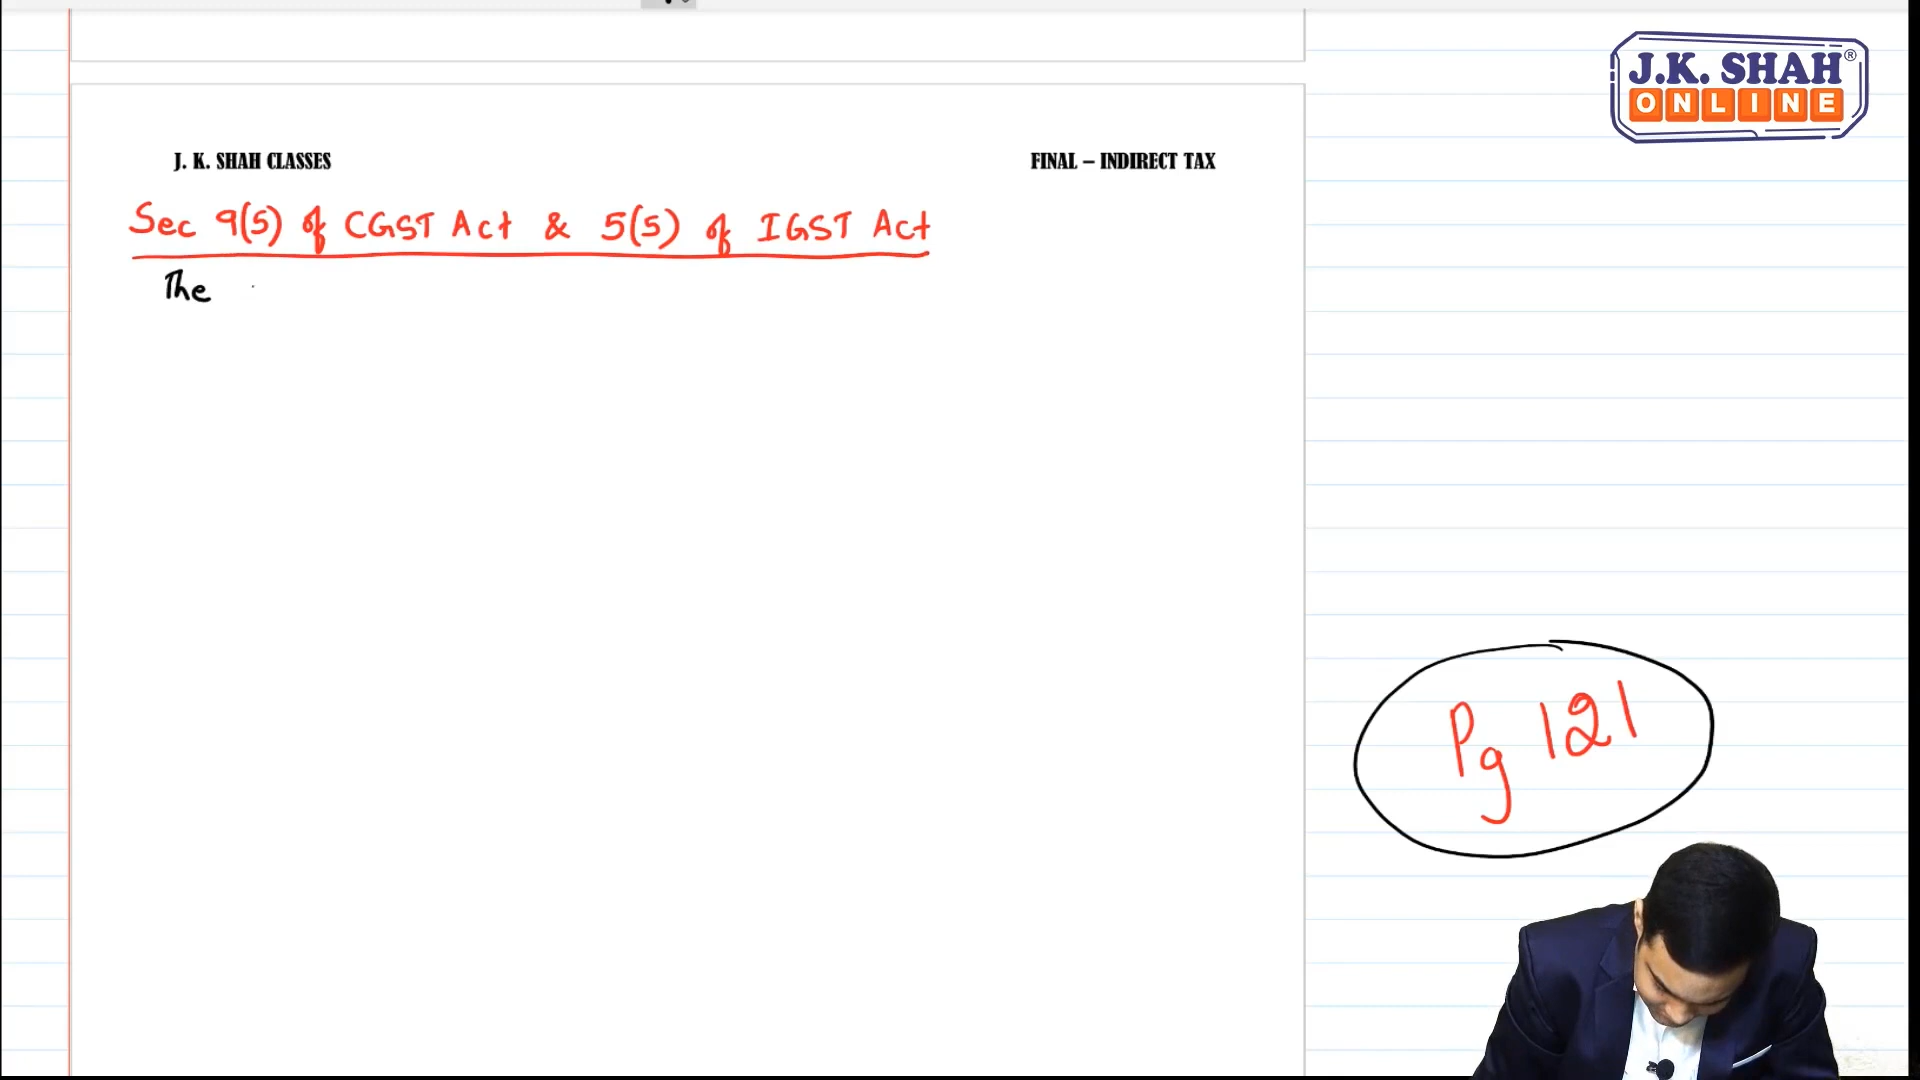 J.K. SHAH®
ONLINE
J. K. SHAH CLASSES
FINAL – INDIRECT TAX
Sec 9(5) of CGST Act & 5(5) of IGST Act
The
Pg 121